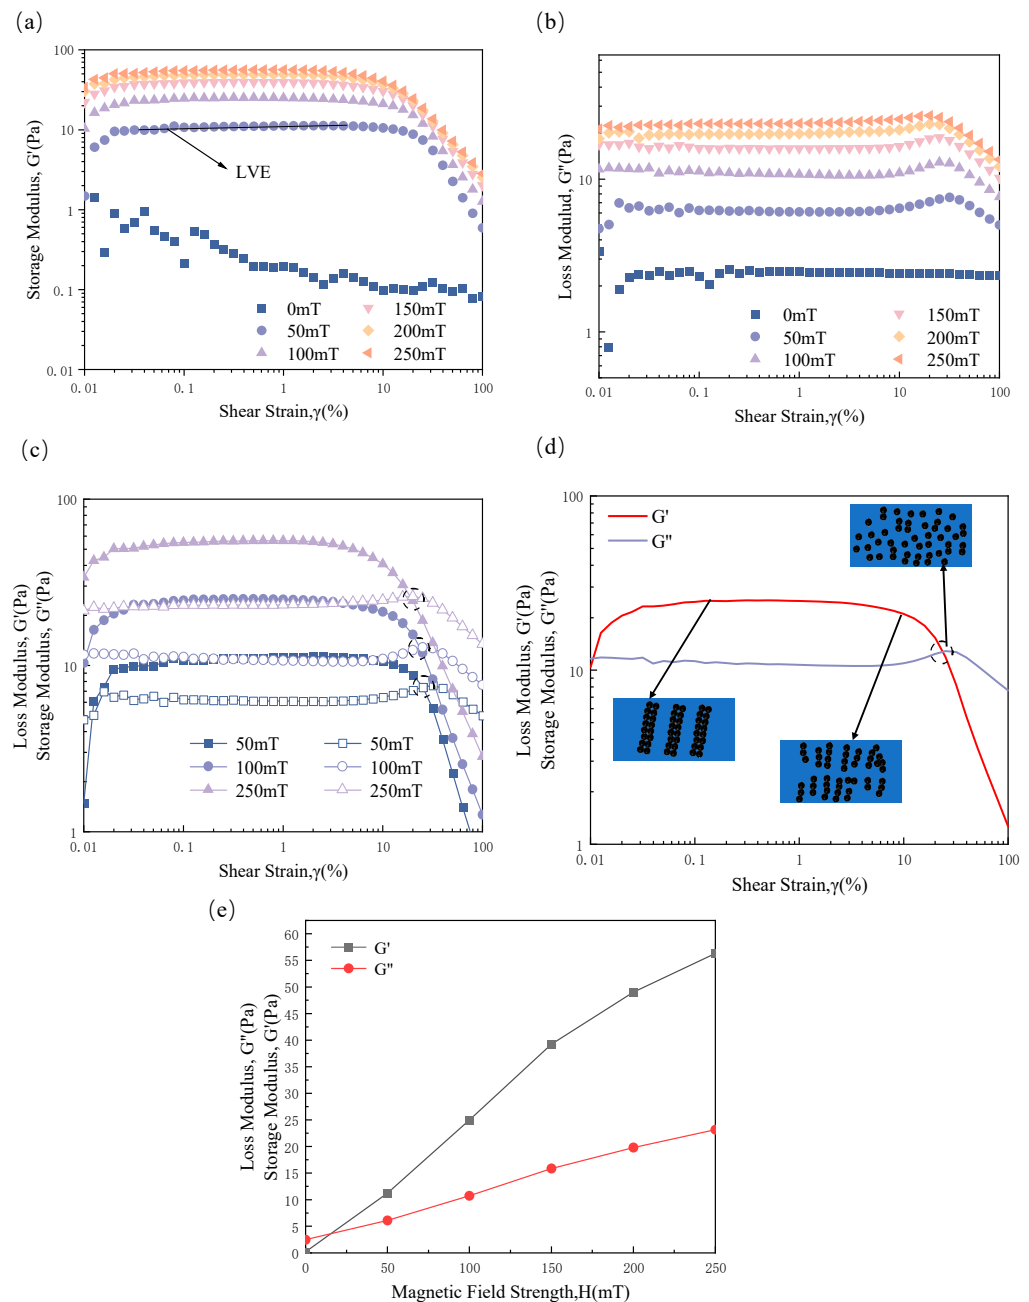 (a)
Storage Modulus, G'(Pa)
100
10
1
0.1
0.01
LVE
0mT
50mT
100mT
150mT
200mT
250mT
0.01
0.1
1
10
100
Shear Strain,γ(%)
(b)
Loss Modulud, G"(Pa)
10
1
0mT
50mT
100mT
150mT
200mT
250mT
0.01
0.1
1
10
100
Shear Strain,γ(%)
(c)
Loss Modulus, G'(Pa)
Storage Modulus, G"(Pa)
100
10
1
50mT
100mT
250mT
50mT
100mT
250mT
0.01
0.1
1
10
100
Shear Strain,γ(%)
(d)
Loss Modulus, G'(Pa)
Storage Modulus, G"(Pa)
100
10
1
G'
G"
0.01
0.1
1
10
100
Shear Strain,γ(%)
(e)
Loss Modulus, G"(Pa)
Storage Modulus, G'(Pa)
60
55
50
45
40
35
30
25
20
15
10
5
0
G'
G"
0
50
100
150
200
250
Magnetic Field Strength,H(mT)